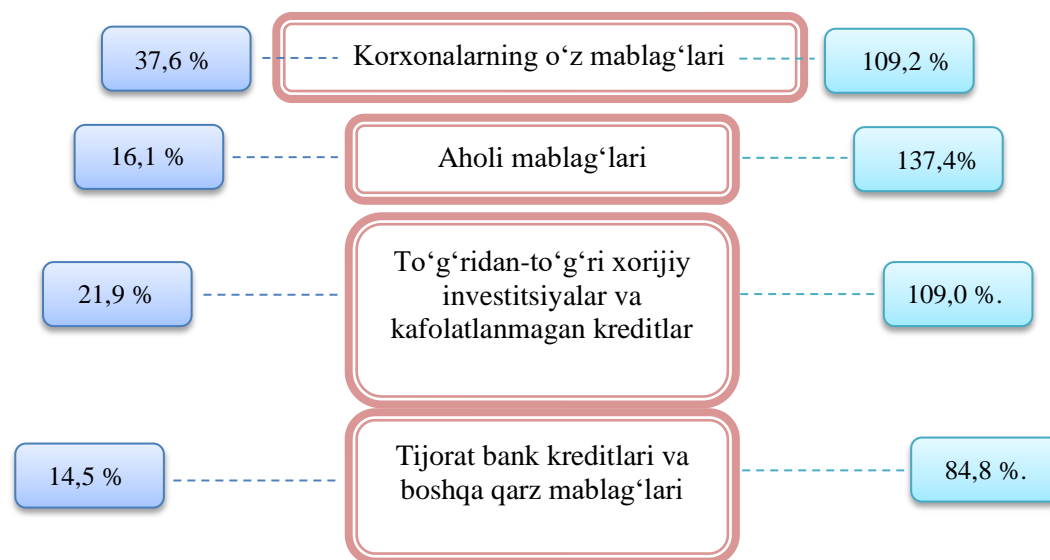 37,6 %
Korxonalarning o‘z mablag‘lari
109,2 %
16,1 %
Aholi mablag‘lari
137,4%
21,9 %
To‘g‘ridan-to‘g‘ri xorijiy
investitsiyalar va
kafolatlanmagan kreditlar
109,0 %.
14,5 %
Tijorat bank kreditlari va
boshqa qarz mablag‘lari
84,8 %.